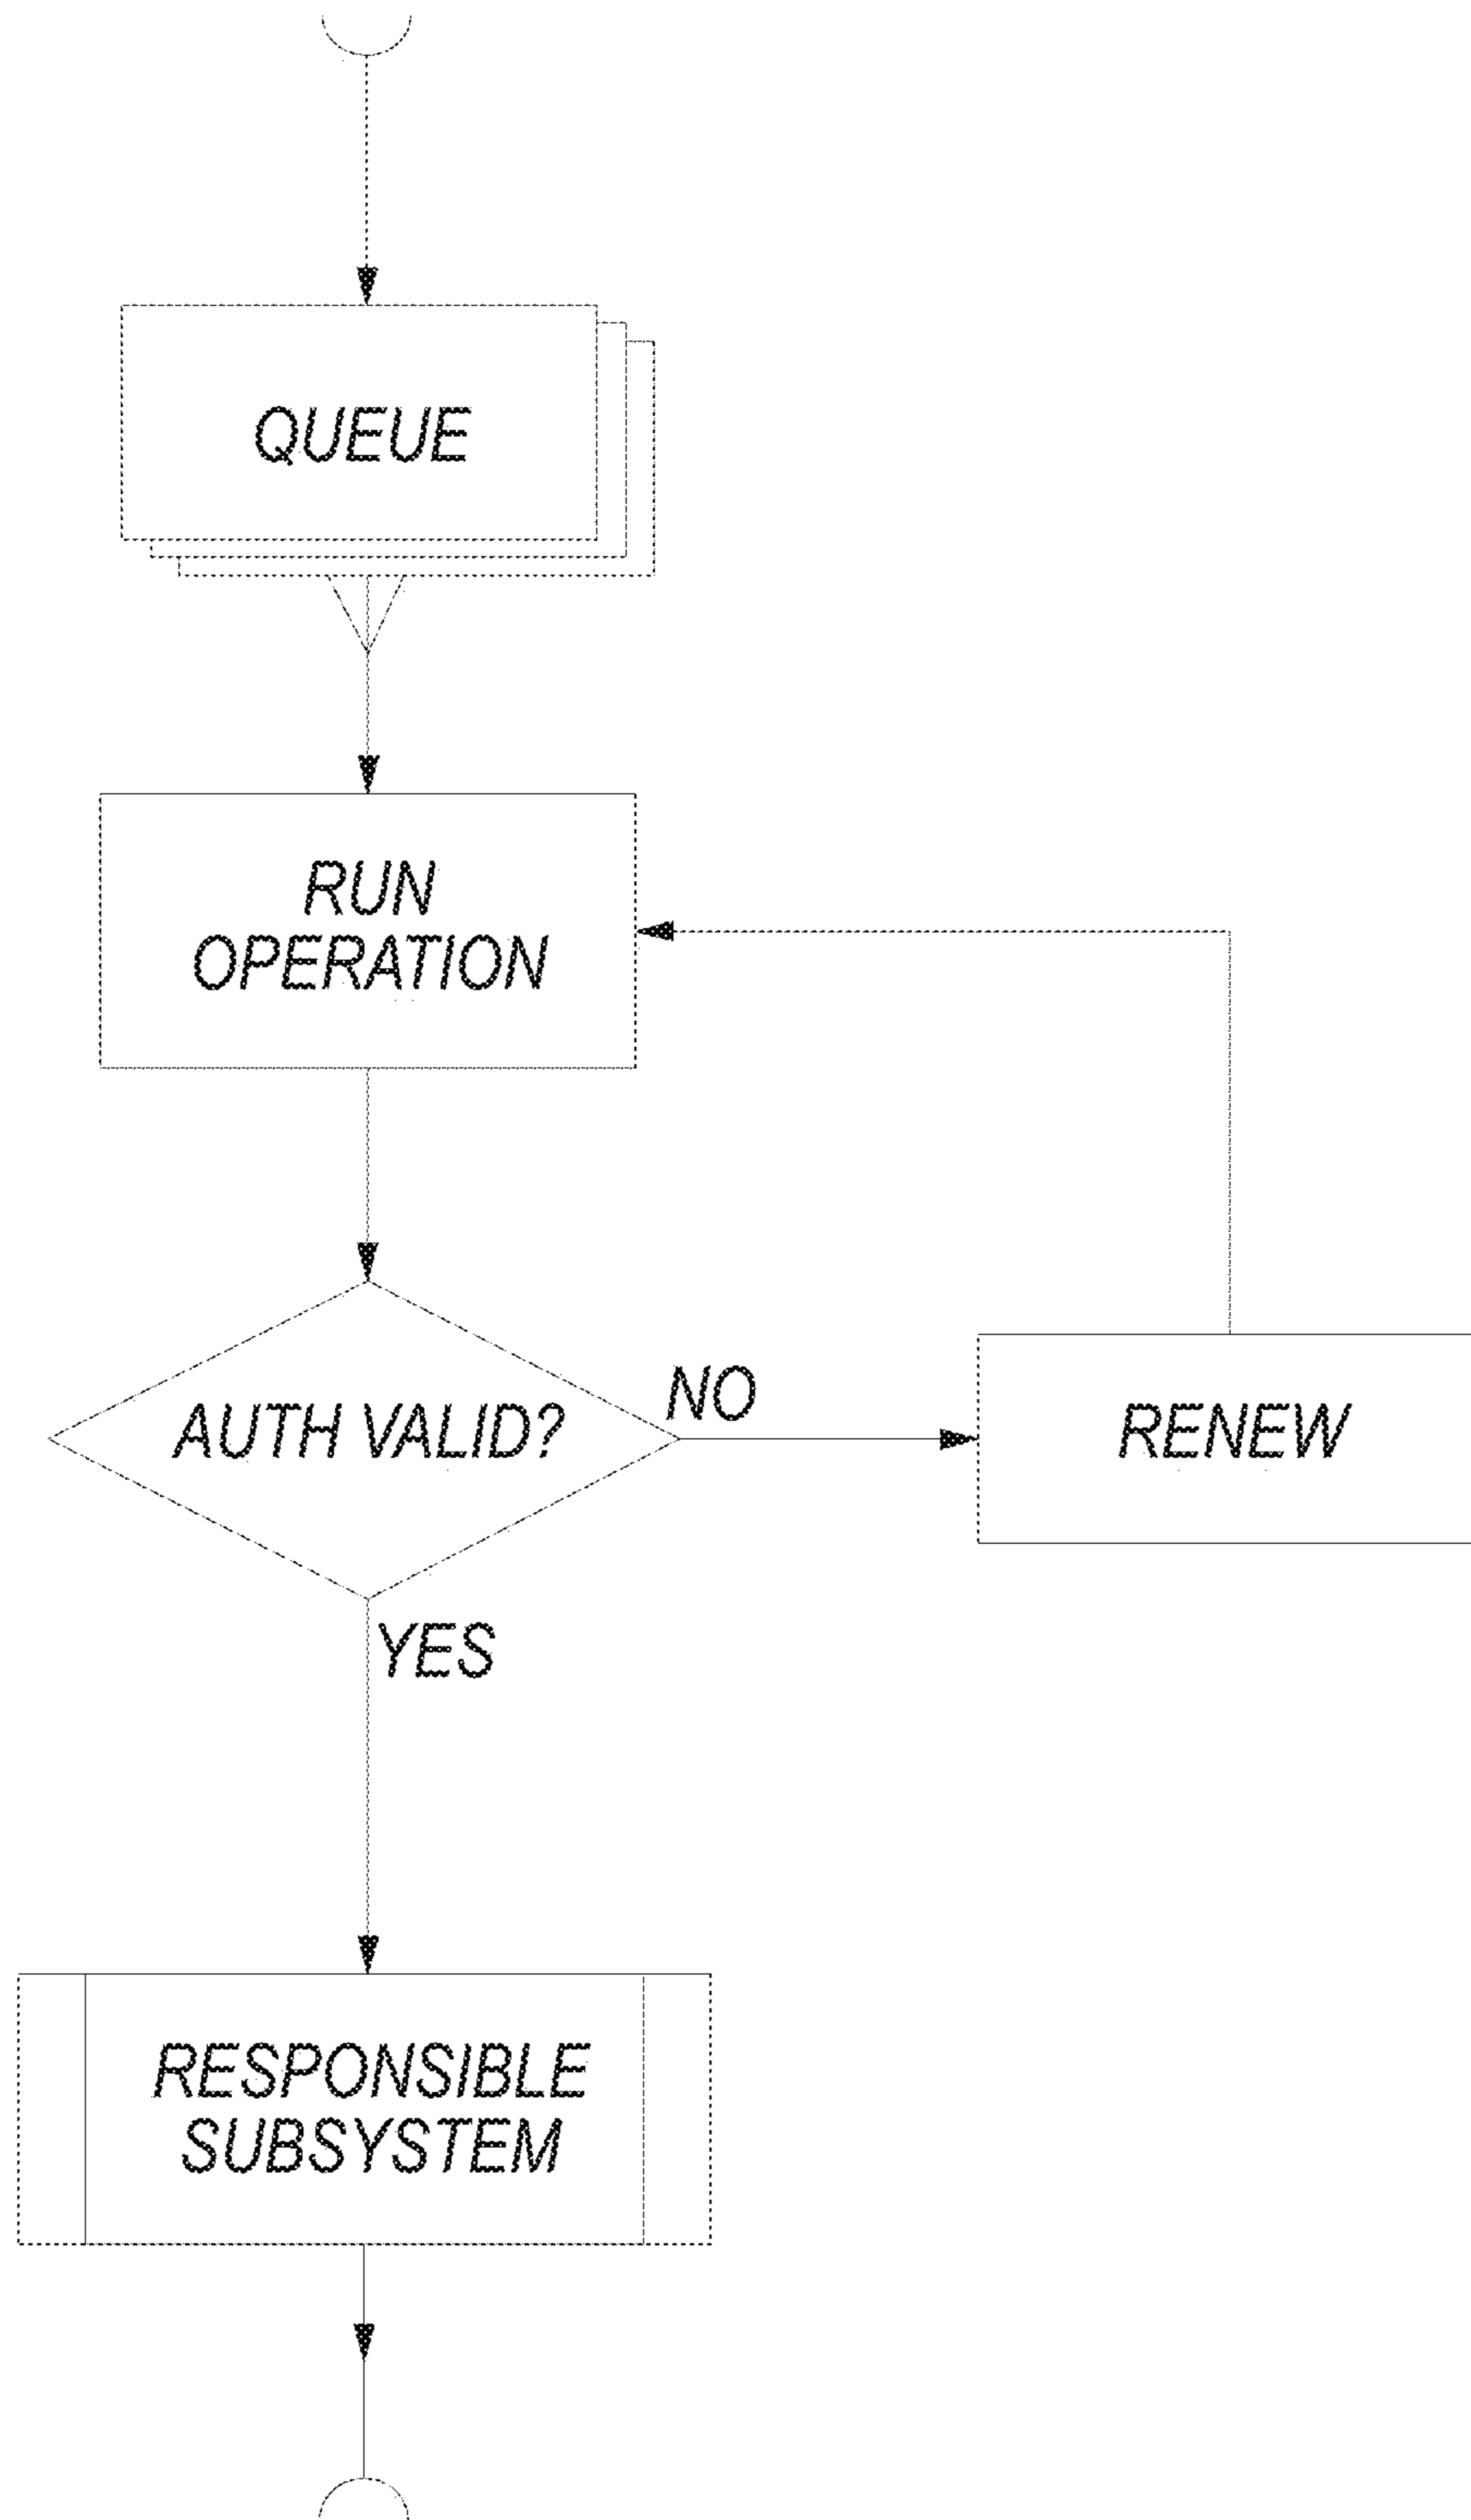 QUEUE
RUN
OPERATION
AUTH VALID?
NO
RENEW
YES
RESPONSIBLE
SUBSYSTEM